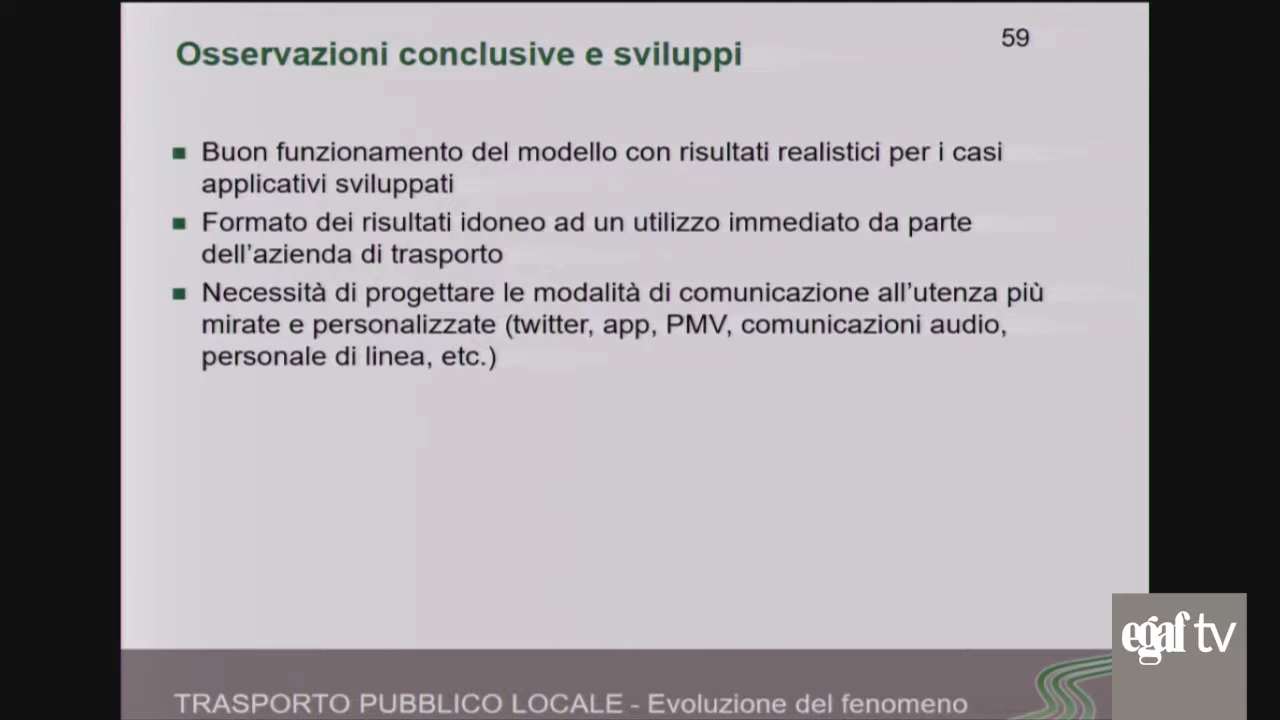 59
Osservazioni conclusive e sviluppi
Buon funzionamento del modello con risultati realistici per i casi
applicativi sviluppati
Formato dei risultati idoneo ad un utilizzo immediato da parte
dell'azienda di trasporto
Necessità di progettare le modalità di comunicazione all'utenza più
mirate e personalizzate (twitter, app, PMV, comunicazioni audio,
personale di linea, etc.)
egaf tv
TRASPORTO PUBBLICO LOCALE - Evoluzione del fenomeno